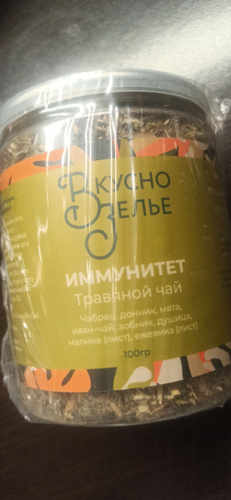 Вкусно
Зелье
ИММУНИТЕТ
Травяной чай
Чабрец, донник, мята,
иван-чай, зобник, душица,
малина (лист), ежевика (лист)
100гр